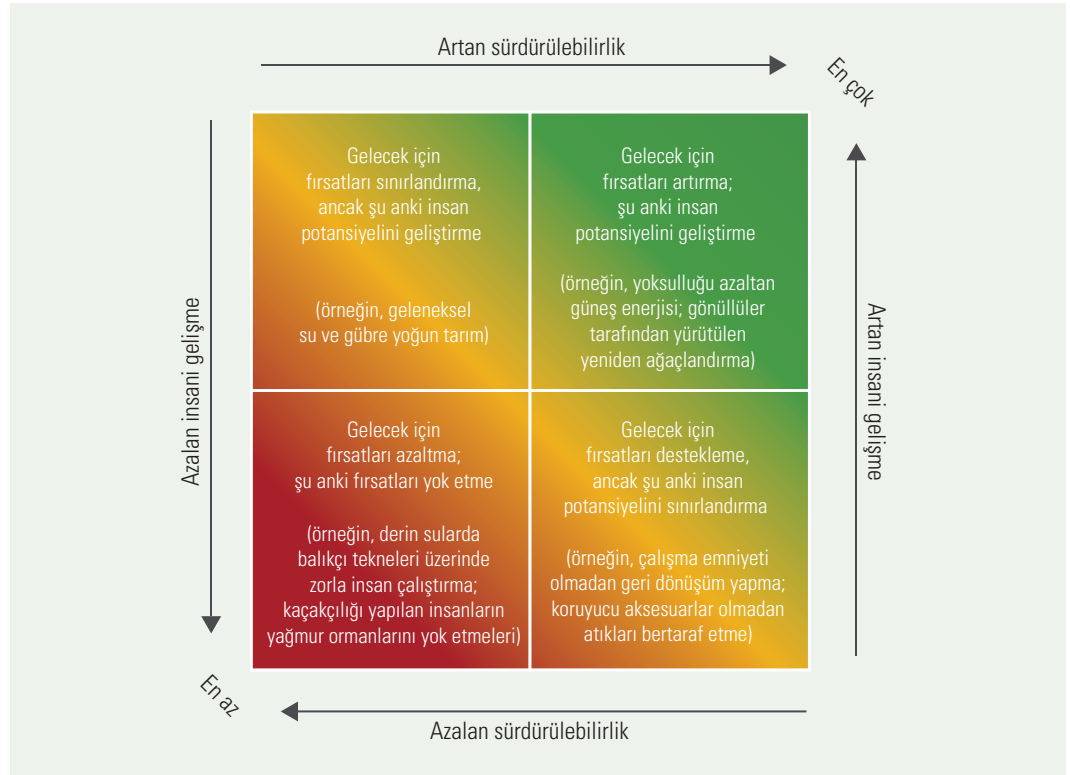 Artan sürdürülebilirlik
En çok
Gelecek için
fırsatları sınırlandırma,
ancak şu anki insan
potansiyelini geliştirme
(örneğin, geleneksel
su ve gübre yoğun tarım)
Gelecek için
fırsatları artırma;
şu anki insan
potansiyelini geliştirme
(örneğin, yoksulluğu azaltan
güneş enerjisi; gönüllüler
tarafından yürütülen
yeniden ağaçlandırma)
Azalan insani gelişme
Artan insani gelişme
Gelecek için
fırsatları azaltma;
şu anki fırsatları yok etme
(örneğin, derin sularda
balıkçı tekneleri üzerinde
zorla insan çalıştırma;
kaçakçılığı yapılan insanların
yağmur ormanlarını yok etmeleri)
Gelecek için
fırsatları destekleme,
ancak şu anki insan
potansiyelini sınırlandırma
(örneğin, çalışma emniyeti
olmadan geri dönüşüm yapma;
koruyucu aksesuarlar olmadan
atıkları bertaraf etme)
En az
Azalan sürdürülebilirlik